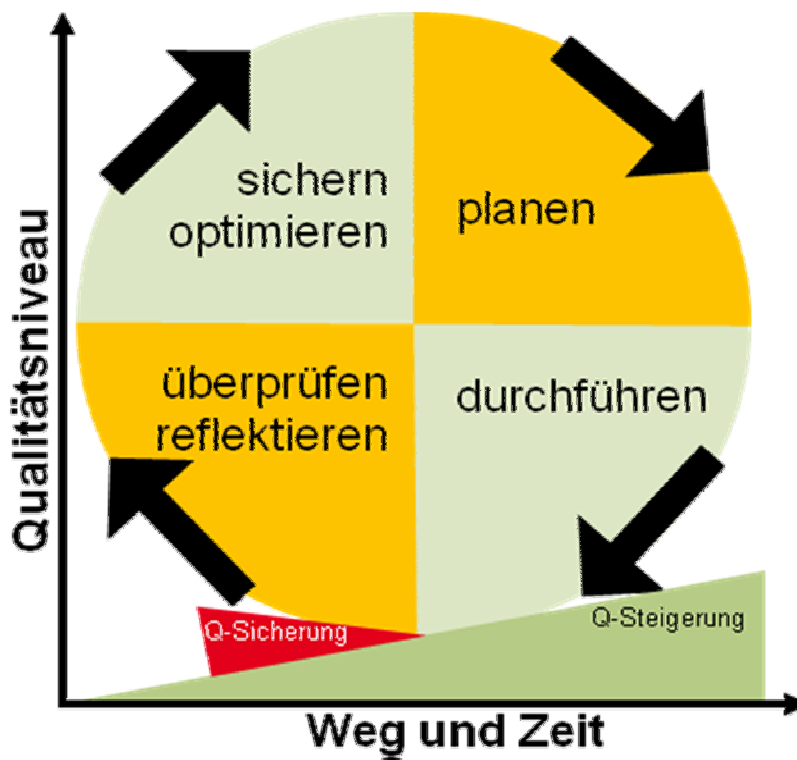 Qualitätsniveau
sichern
optimieren
planen
überprüfen
reflektieren
durchführen
Q-Sicherung
Q-Steigerung
Weg und Zeit